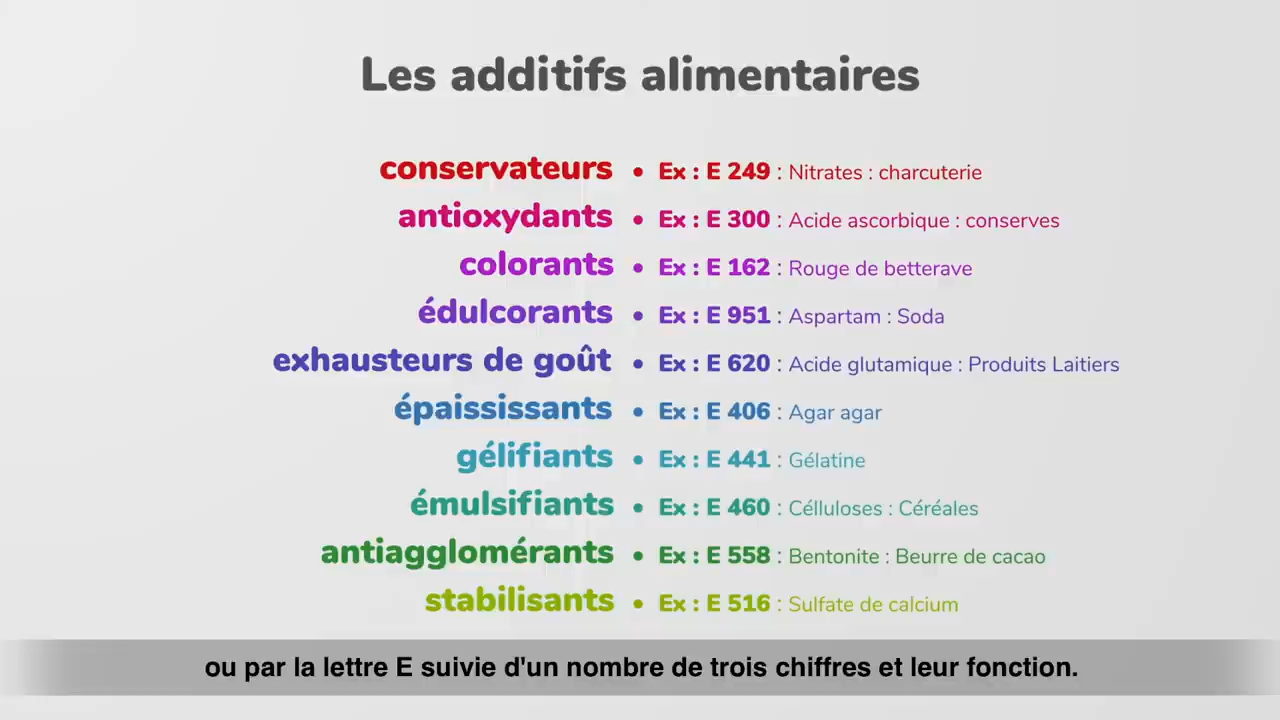 Les additifs alimentaires
conservateurs • Ex : E 249 : Nitrates : charcuterie
antioxydants • Ex : E 300 : Acide ascorbique : conserves
colorants • Ex : E 162 : Rouge de betterave
édulcorants • Ex : E 951 : Aspartam : Soda
exhausteurs de goût • Ex : E 620 : Acide glutamique : Produits Laitiers
épaississants • Ex : E 406 : Agar agar
gélifiants • Ex : E 441 : Gélatine
émulsifiants • Ex : E 460 : Célluloses : Céréales
antiagglomérants • Ex : E 558 : Bentonite : Beurre de cacao
stabilisants • Ex : E 516 : Sulfate de calcium
ou par la lettre E suivie d'un nombre de trois chiffres et leur fonction.